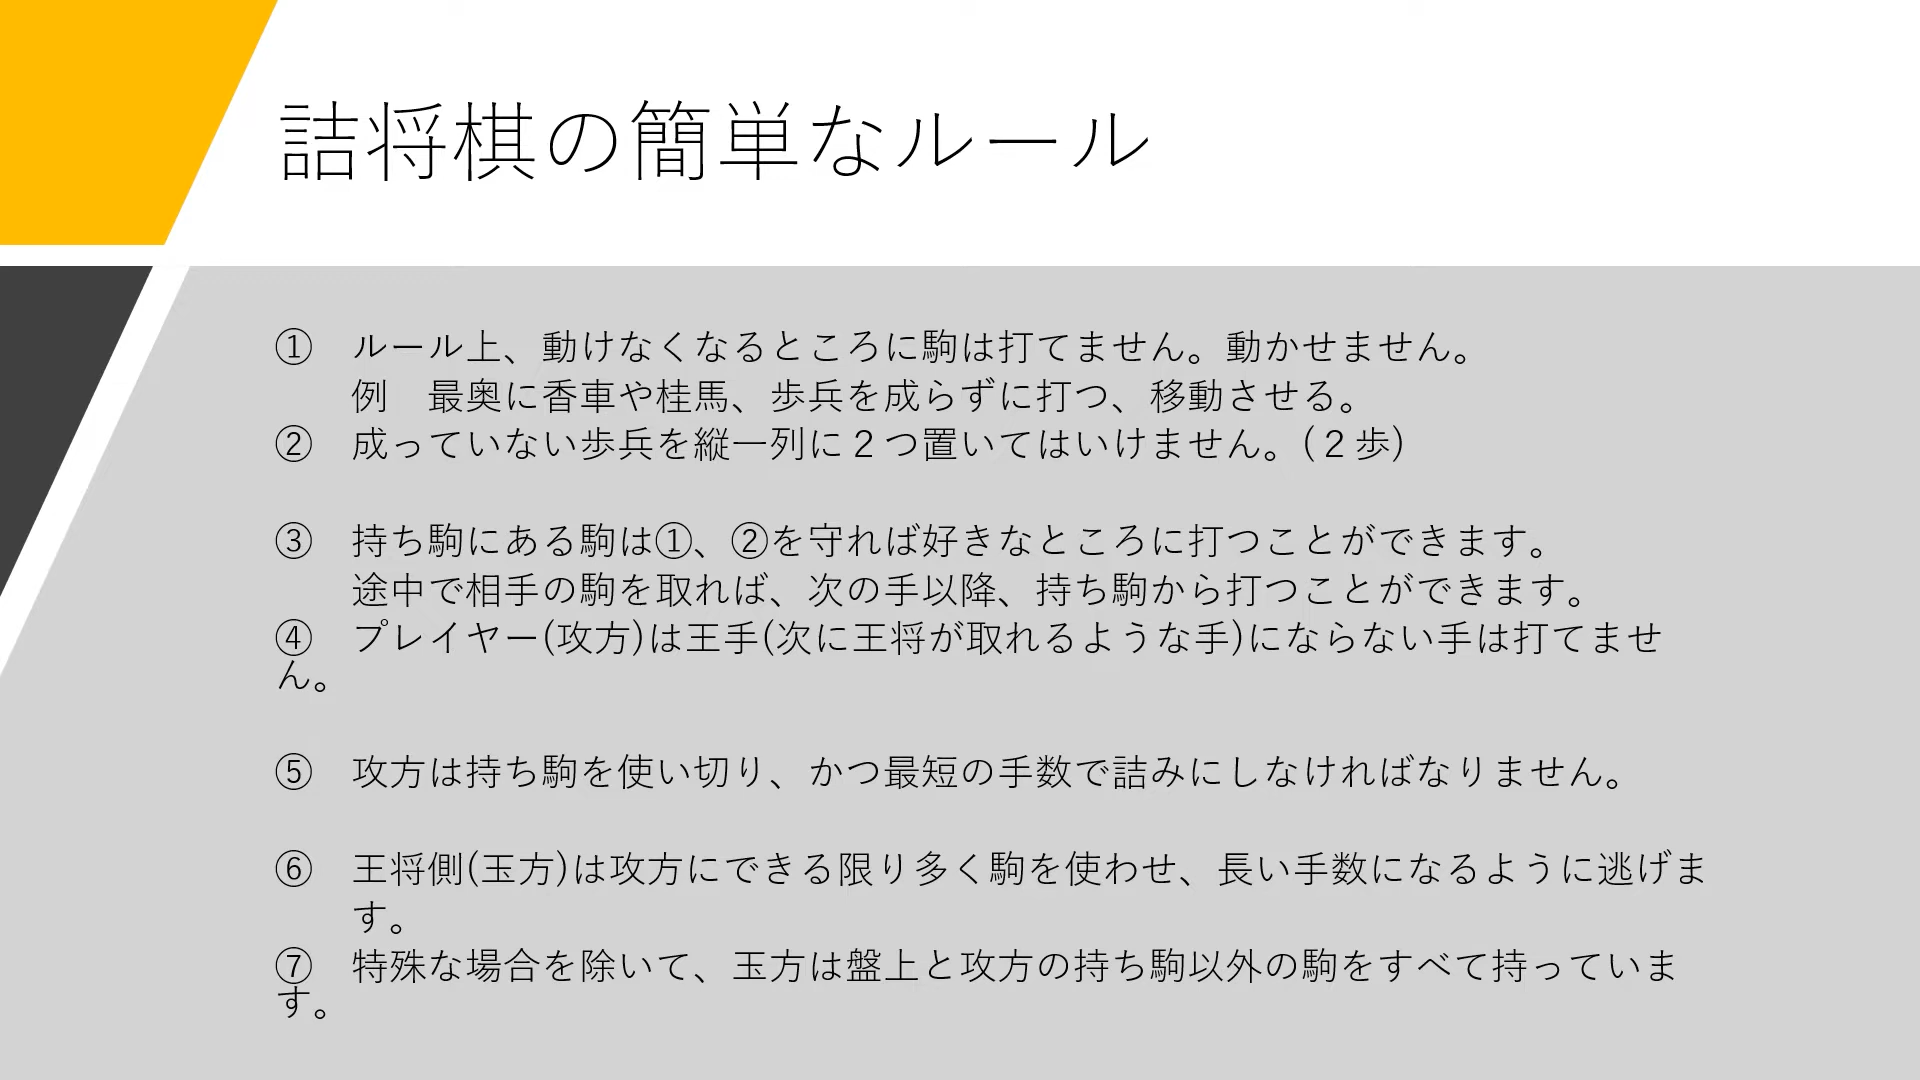 詰将棋の簡単なルール
①　ルール上、動けなくなるところに駒は打てません。動かせません。
例　最奥に香車や桂馬、歩兵を成らずに打つ、移動させる。
②　成っていない歩兵を縦一列に２つ置いてはいけません。(２歩)
③　持ち駒にある駒は①、②を守れば好きなところに打つことができます。
途中で相手の駒を取れば、次の手以降、持ち駒から打つことができます。
④　プレイヤー(攻方)は王手(次に王将が取れるような手)にならない手は打てませ
ん。
⑤　攻方は持ち駒を使い切り、かつ最短の手数で詰みにしなければなりません。
⑥　王将側(玉方)は攻方にできる限り多く駒を使わせ、長い手数になるように逃げま
す。
⑦　特殊な場合を除いて、玉方は盤上と攻方の持ち駒以外の駒をすべて持っていま
す。